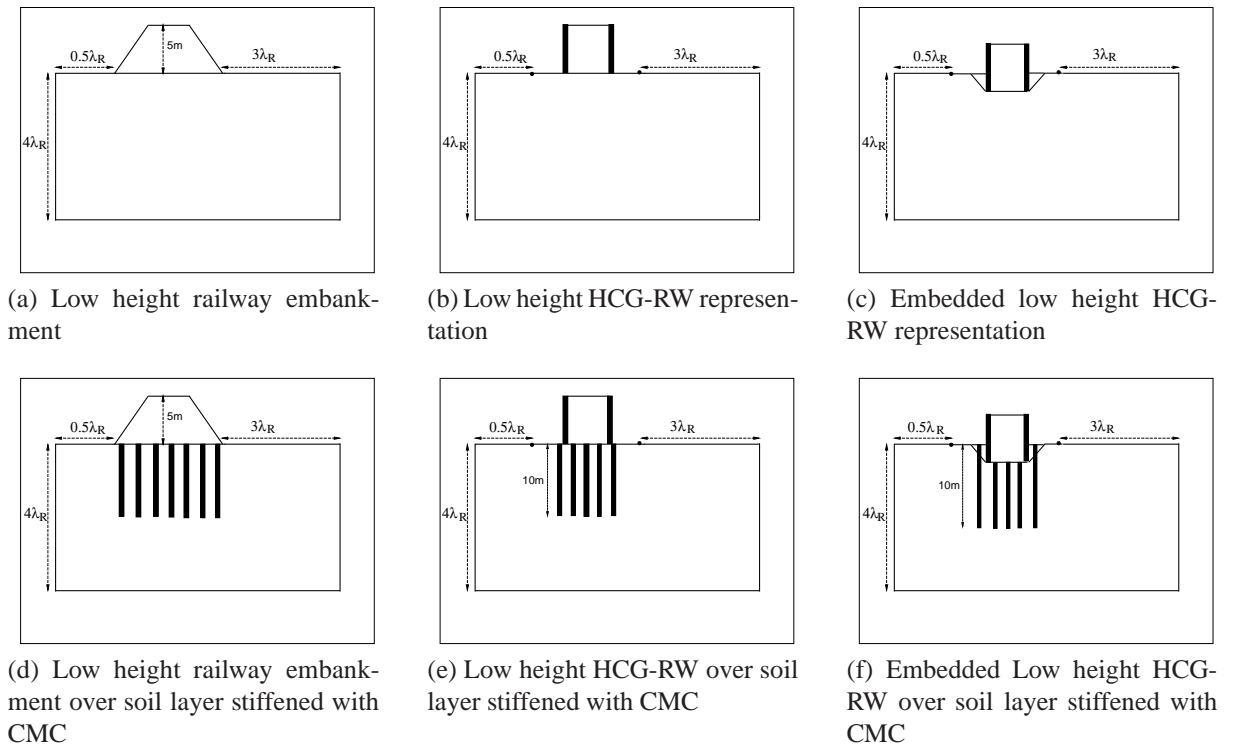 5m
0.5λR
3λR
4λR
(a) Low height railway embank-
ment
0.5λR
3λR
4λR
(b) Low height HCG-RW represen-
tation
0.5λR
3λR
4λR
(c) Embedded low height HCG-
RW representation
5m
0.5λR
3λR
4λR
(d) Low height railway embank-
ment over soil layer stiffened with
CMC
0.5λR
3λR
10m
4λR
(e) Low height HCG-RW over soil
layer stiffened with CMC
0.5λR
3λR
10m
4λR
(f) Embedded Low height HCG-
RW over soil layer stiffened with
CMC